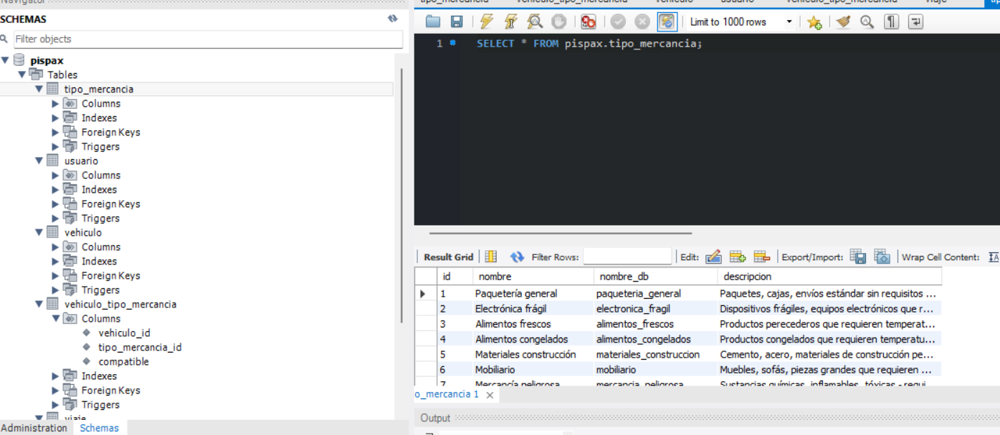 Navigator
SCHEMAS
Filter objects
pispax
Tables
tipo_mercancia
Columns
Indexes
Foreign Keys
Triggers
usuario
Columns
Indexes
Foreign Keys
Triggers
vehiculo
Columns
Indexes
Foreign Keys
Triggers
vehiculo_tipo_mercancia
Columns
vehiculo_id
tipo_mercancia_id
compatible
Indexes
Foreign Keys
Triggers
viaje
Administration Schemas
tipo_mercancia vehiculo_tipo_mercancia vehiculo usuario vehiculo_tipo_mercancia viaje
Limit to 1000 rows
1 SELECT * FROM pispax.tipo_mercancia;
Result Grid Filter Rows: Edit: Export/Import: Wrap Cell Content:
id nombre nombre_db descripcion
1 Paquetería general paqueteria_general Paquetes, cajas, envíos estándar sin requisitos ...
2 Electrónica frágil electronica_fragil Dispositivos frágiles, equipos electrónicos que r...
3 Alimentos frescos alimentos_frescos Productos perecederos que requieren temperat...
4 Alimentos congelados alimentos_congelados Productos congelados que requieren temperatu...
5 Materiales construcción materiales_construccion Cemento, acero, materiales de construcción pe...
6 Mobiliario mobiliario Muebles, sofás, piezas grandes que requieren ...
7 Mercancía peligrosa mercancia_peligrosa Sustancias químicas, inflamables, tóxicas - requi...
o_mercancia 1
Output